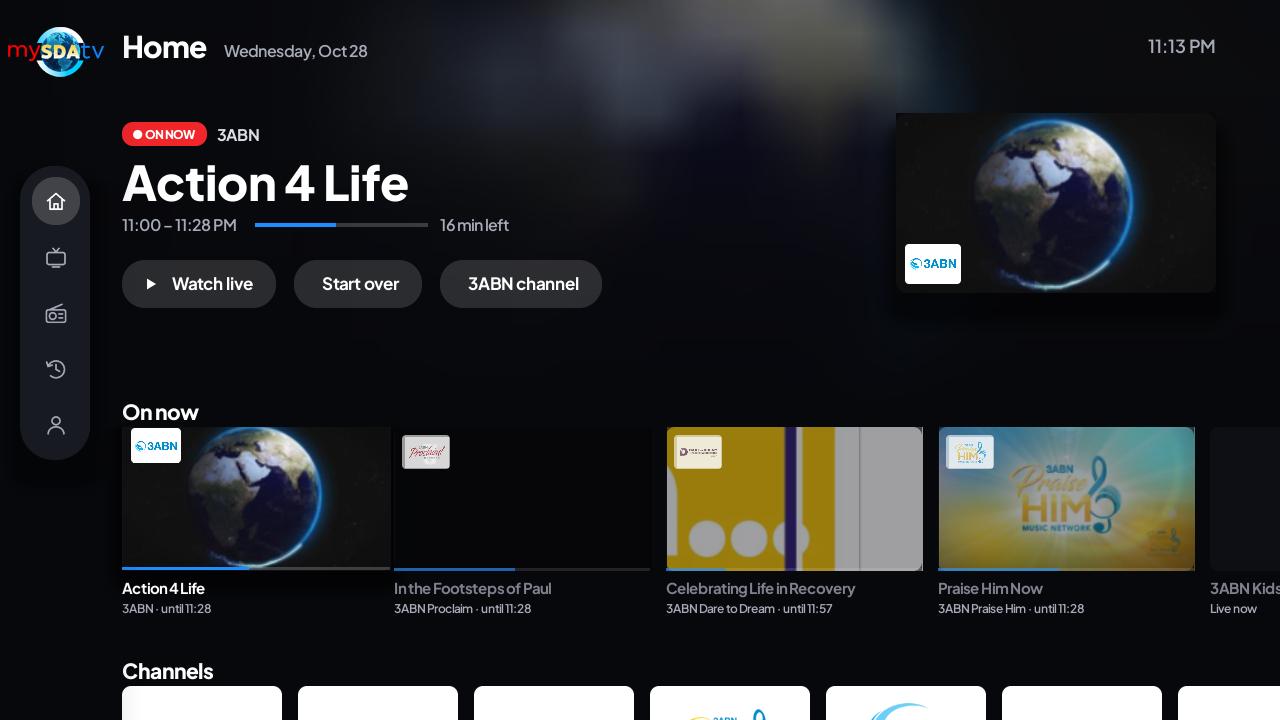 mySDAtv
Home Wednesday, Oct 28
11:13 PM
ON NOW 3ABN
Action 4 Life
11:00 – 11:28 PM 16 min left
Watch live Start over 3ABN channel
3ABN
On now
3ABN
Proclaim!
3ABN
Praise
HIM
MUSIC NETWORK
Action 4 Life
3ABN · until 11:28
In the Footsteps of Paul
3ABN Proclaim · until 11:28
Celebrating Life in Recovery
3ABN Dare to Dream · until 11:57
Praise Him Now
3ABN Praise Him · until 11:28
3ABN Kids
Live now
Channels